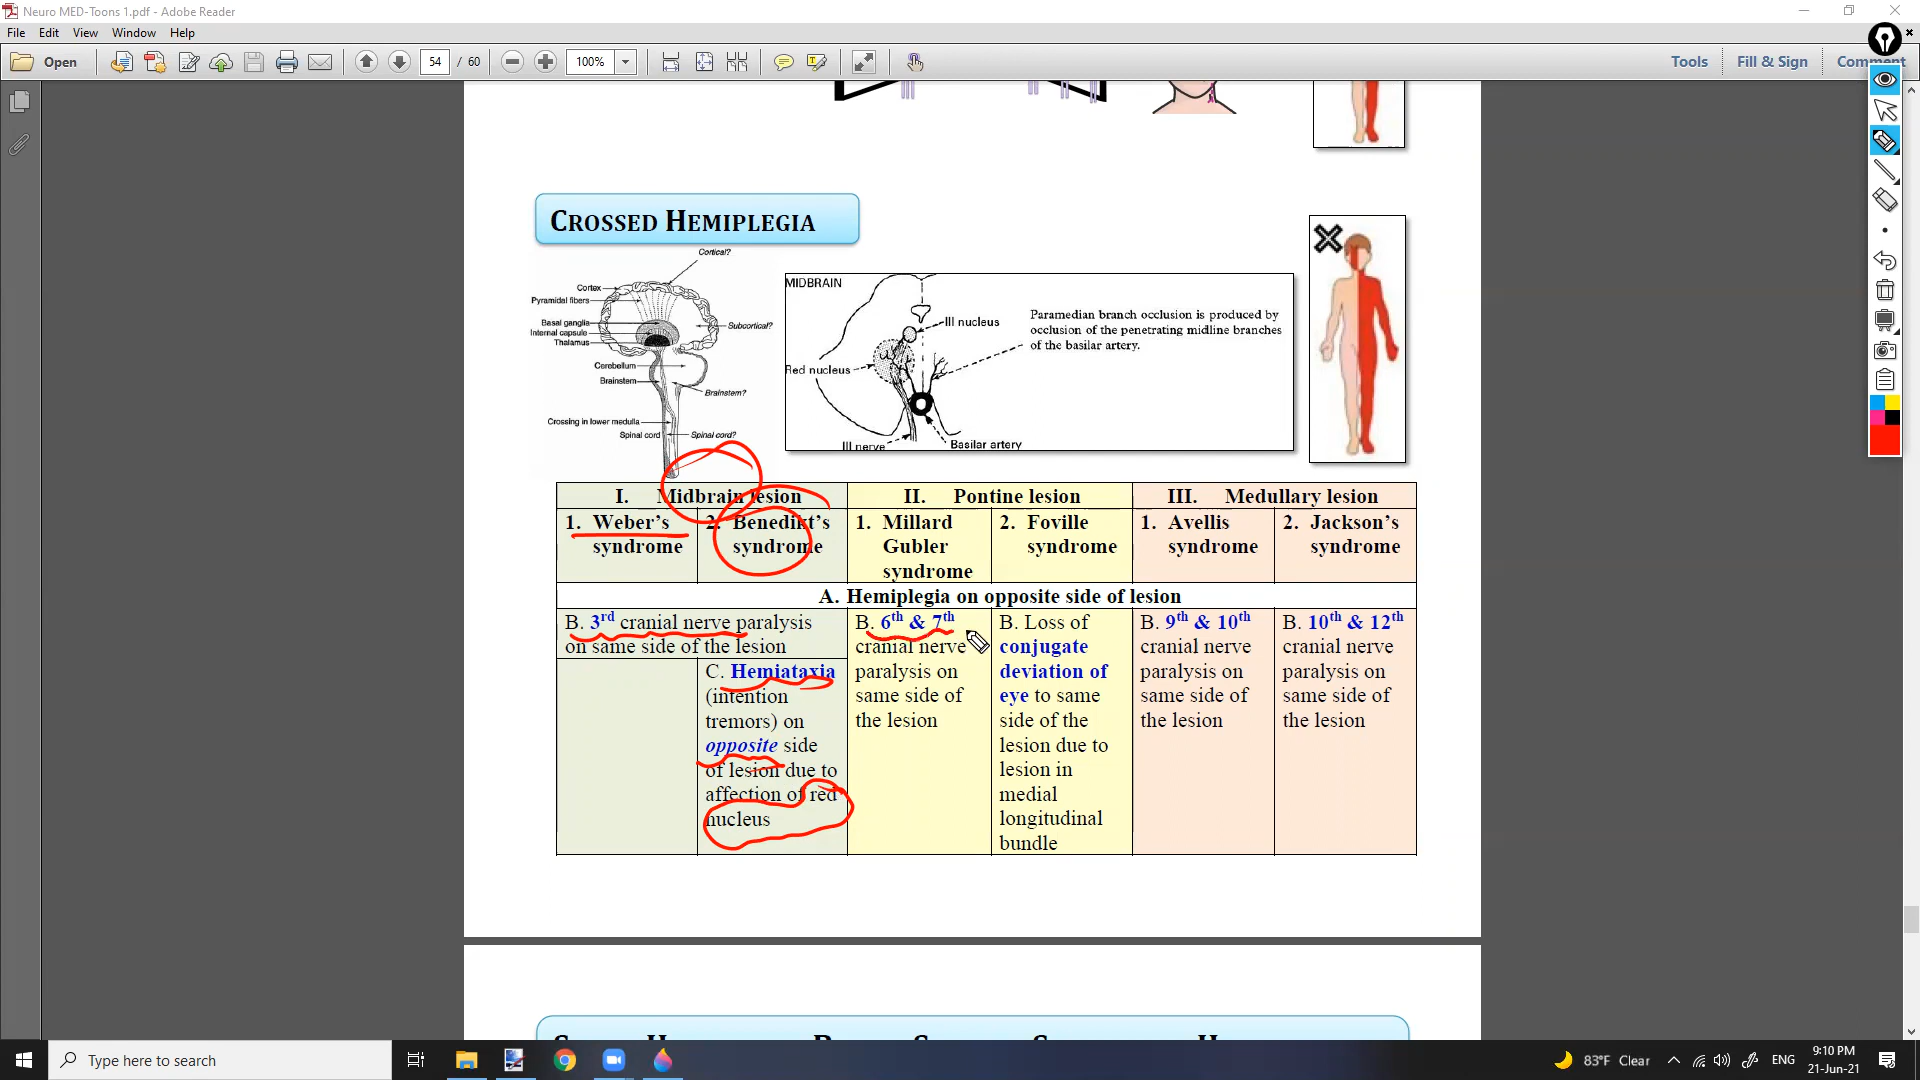 Neuro MED-Toons 1.pdf - Adobe Reader
File Edit View Window Help
Open 54 / 60 100% Tools Fill & Sign Comment
CROSSED HEMIPLEGIA
Cortical?
Cortex
Pyramidal fibers
Basal ganglia
Internal capsule
Thalamus
Subcortical?
Cerebellum
Brainstem
Brainstem?
Crossing in lower medulla
Spinal cord
Spinal cord?
MIDBRAIN
III nucleus
Red nucleus
III nerve
Basilar artery
Paramedian branch occlusion is produced by
occlusion of the penetrating midline branches
of the basilar artery.
I. Midbrain lesion
II. Pontine lesion
III. Medullary lesion
1. Weber's
syndrome
2. Benedikt's
syndrome
1. Millard
Gubler
syndrome
2. Foville
syndrome
1. Avellis
syndrome
2. Jackson's
syndrome
A. Hemiplegia on opposite side of lesion
B. 3rd cranial nerve paralysis
on same side of the lesion
C. Hemiataxia
(intention
tremors) on
opposite side
of lesion due to
affection of red
nucleus
B. 6th & 7th
cranial nerve
paralysis on
same side of
the lesion
B. Loss of
conjugate
deviation of
eye to same
side of the
lesion due to
lesion in
medial
longitudinal
bundle
B. 9th & 10th
cranial nerve
paralysis on
same side of
the lesion
B. 10th & 12th
cranial nerve
paralysis on
same side of
the lesion
Type here to search
83°F Clear
ENG
9:10 PM
21-Jun-21